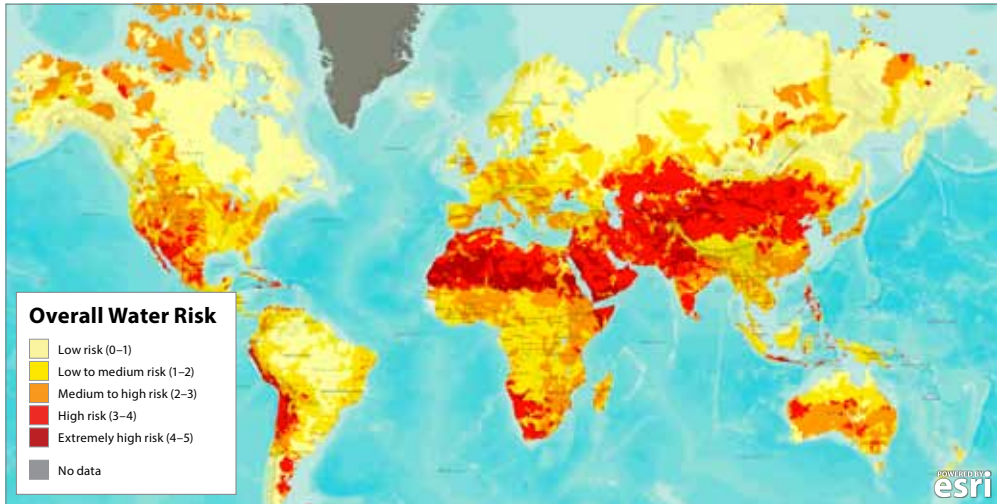 Overall Water Risk
Low risk (0–1)
Low to medium risk (1–2)
Medium to high risk (2–3)
High risk (3–4)
Extremely high risk (4–5)
No data
POWERED BY
esri